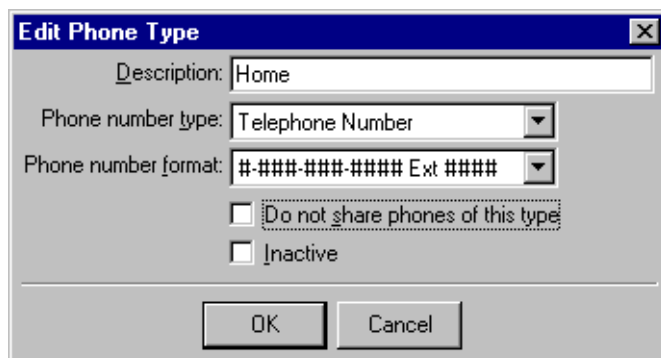 Edit Phone Type
Description: Home
Phone number type: Telephone Number
Phone number format: #-###-###-#### Ext ####
Do not share phones of this type
Inactive
OK Cancel